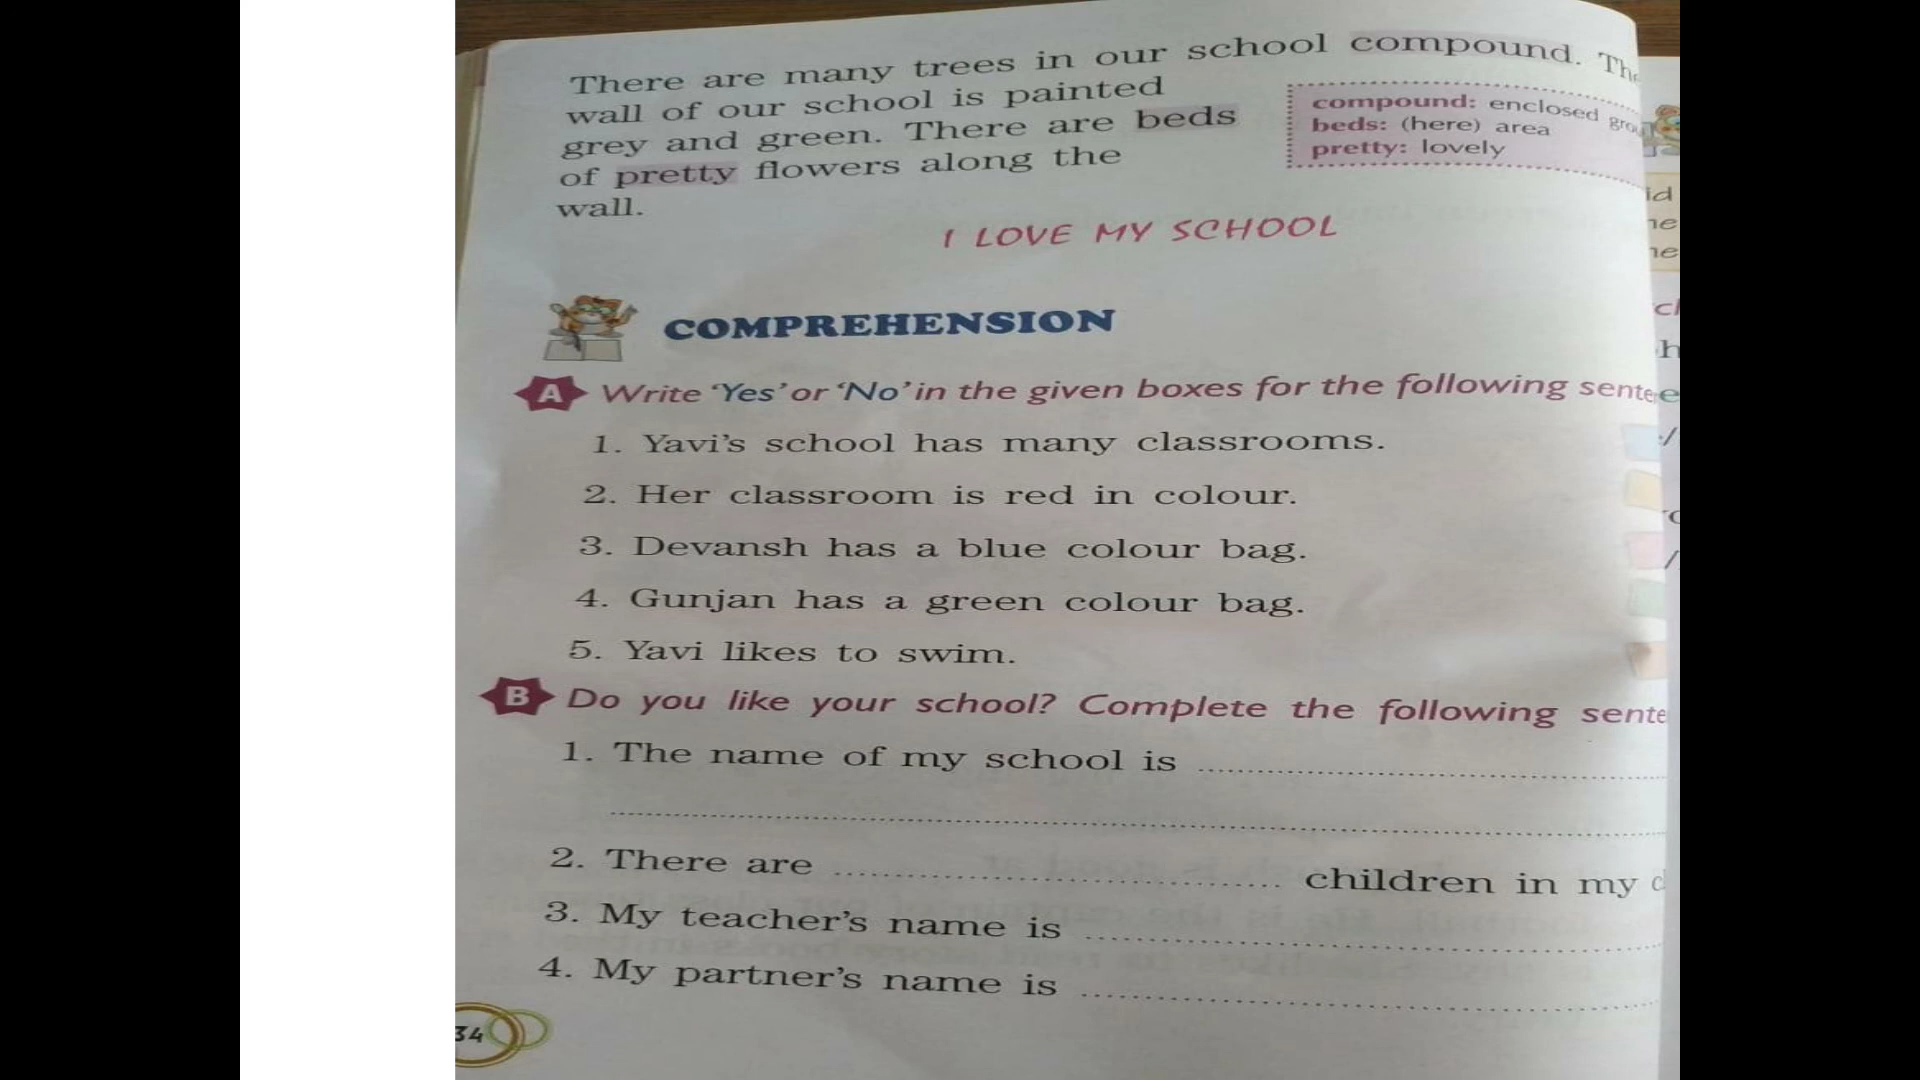 There are many trees in our school compound. The
wall of our school is painted
grey and green. There are beds
of pretty flowers along the
wall.
compound: enclosed
beds: (here) area
pretty: lovely
I LOVE MY SCHOOL
COMPREHENSION
A Write ‘Yes’ or ‘No’ in the given boxes for the following
1. Yavi’s school has many classrooms.
2. Her classroom is red in colour.
3. Devansh has a blue colour bag.
4. Gunjan has a green colour bag.
5. Yavi likes to swim.
B Do you like your school? Complete the following
1. The name of my school is
2. There are ............ children in my
3. My teacher’s name is
4. My partner’s name is
34